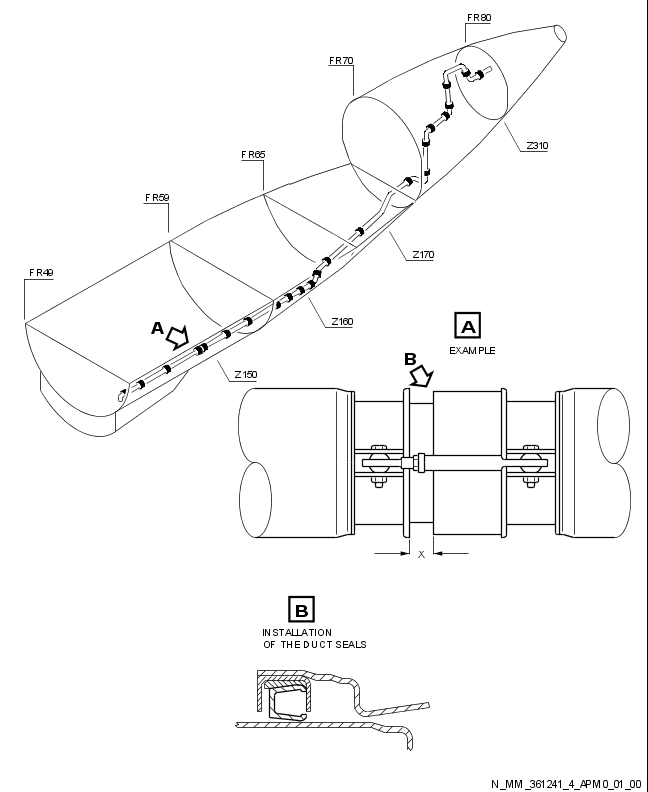 FR80
FR70
Z310
FR65
FR59
Z170
FR49
Z160
A
A
EXAMPLE
B
Z150
X
B
INSTALLATION
OF THE DUCT SEALS
N_MM_361241_4_APM0_01_00